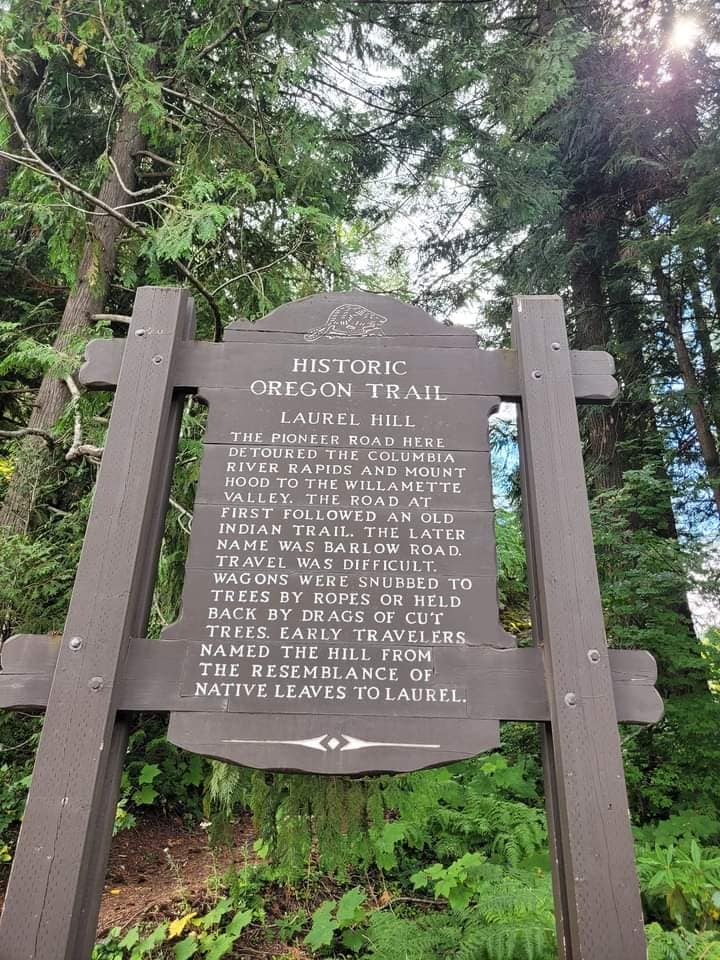 HISTORIC
OREGON TRAIL
LAUREL HILL
THE PIONEER ROAD HERE
DETOURED THE COLUMBIA
RIVER RAPIDS AND MOUNT
HOOD TO THE WILLAMETTE
VALLEY. THE ROAD AT
FIRST FOLLOWED AN OLD
INDIAN TRAIL. THE LATER
NAME WAS BARLOW ROAD.
TRAVEL WAS DIFFICULT.
WAGONS WERE SNUBBED TO
TREES BY ROPES OR HELD
BACK BY DRAGS OF CUT
TREES. EARLY TRAVELERS
NAMED THE HILL FROM
THE RESEMBLANCE OF
NATIVE LEAVES TO LAUREL.